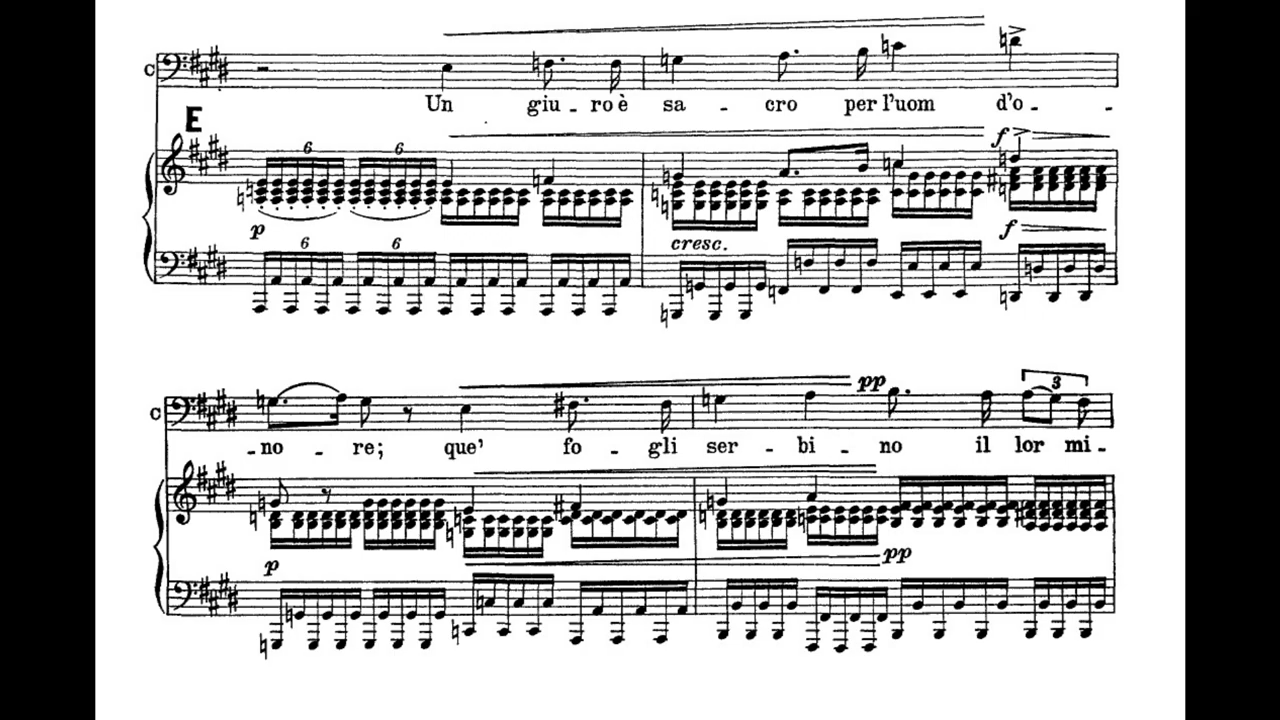 C
Un giu - ro è sa - cro per l'uom d'o -
E
f
6 6
p
6 6
cresc.
f
pp
3
C
- no - re; que' fo - gli ser - bi - no il lor mi -
p
pp